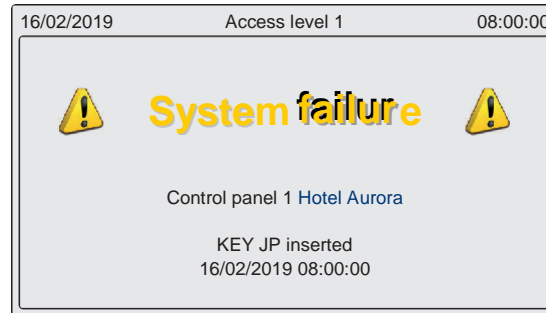 16/02/2019 Access level 1 08:00:00
System failure
Control panel 1 Hotel Aurora
KEY JP inserted
16/02/2019 08:00:00